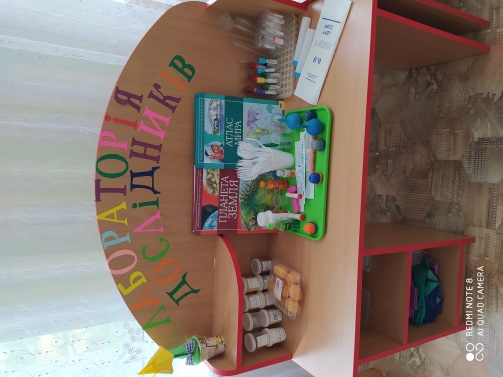 ЛАБОРАТОРІЯ
ДОСЛІДНИКІВ
АТЛАС
МИРА
ПЛАНЕТА
ЗЕМЛЯ
REDMI NOTE 8
AI QUAD CAMERA